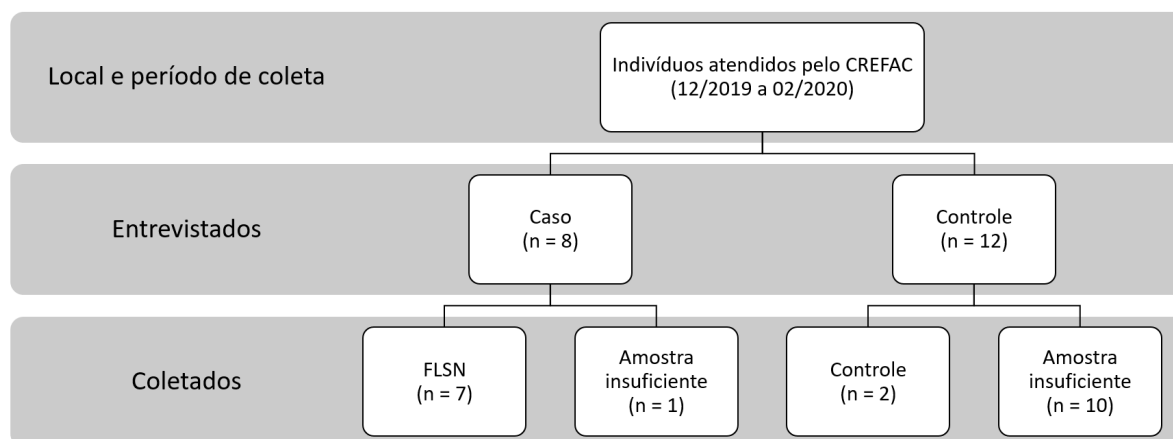 Local e período de coleta
Indivíduos atendidos pelo CREFAC
(12/2019 a 02/2020)
Entrevistados
Caso
(n = 8)
Controle
(n = 12)
Coletados
FLSN
(n = 7)
Amostra
insuficiente
(n = 1)
Controle
(n = 2)
Amostra
insuficiente
(n = 10)